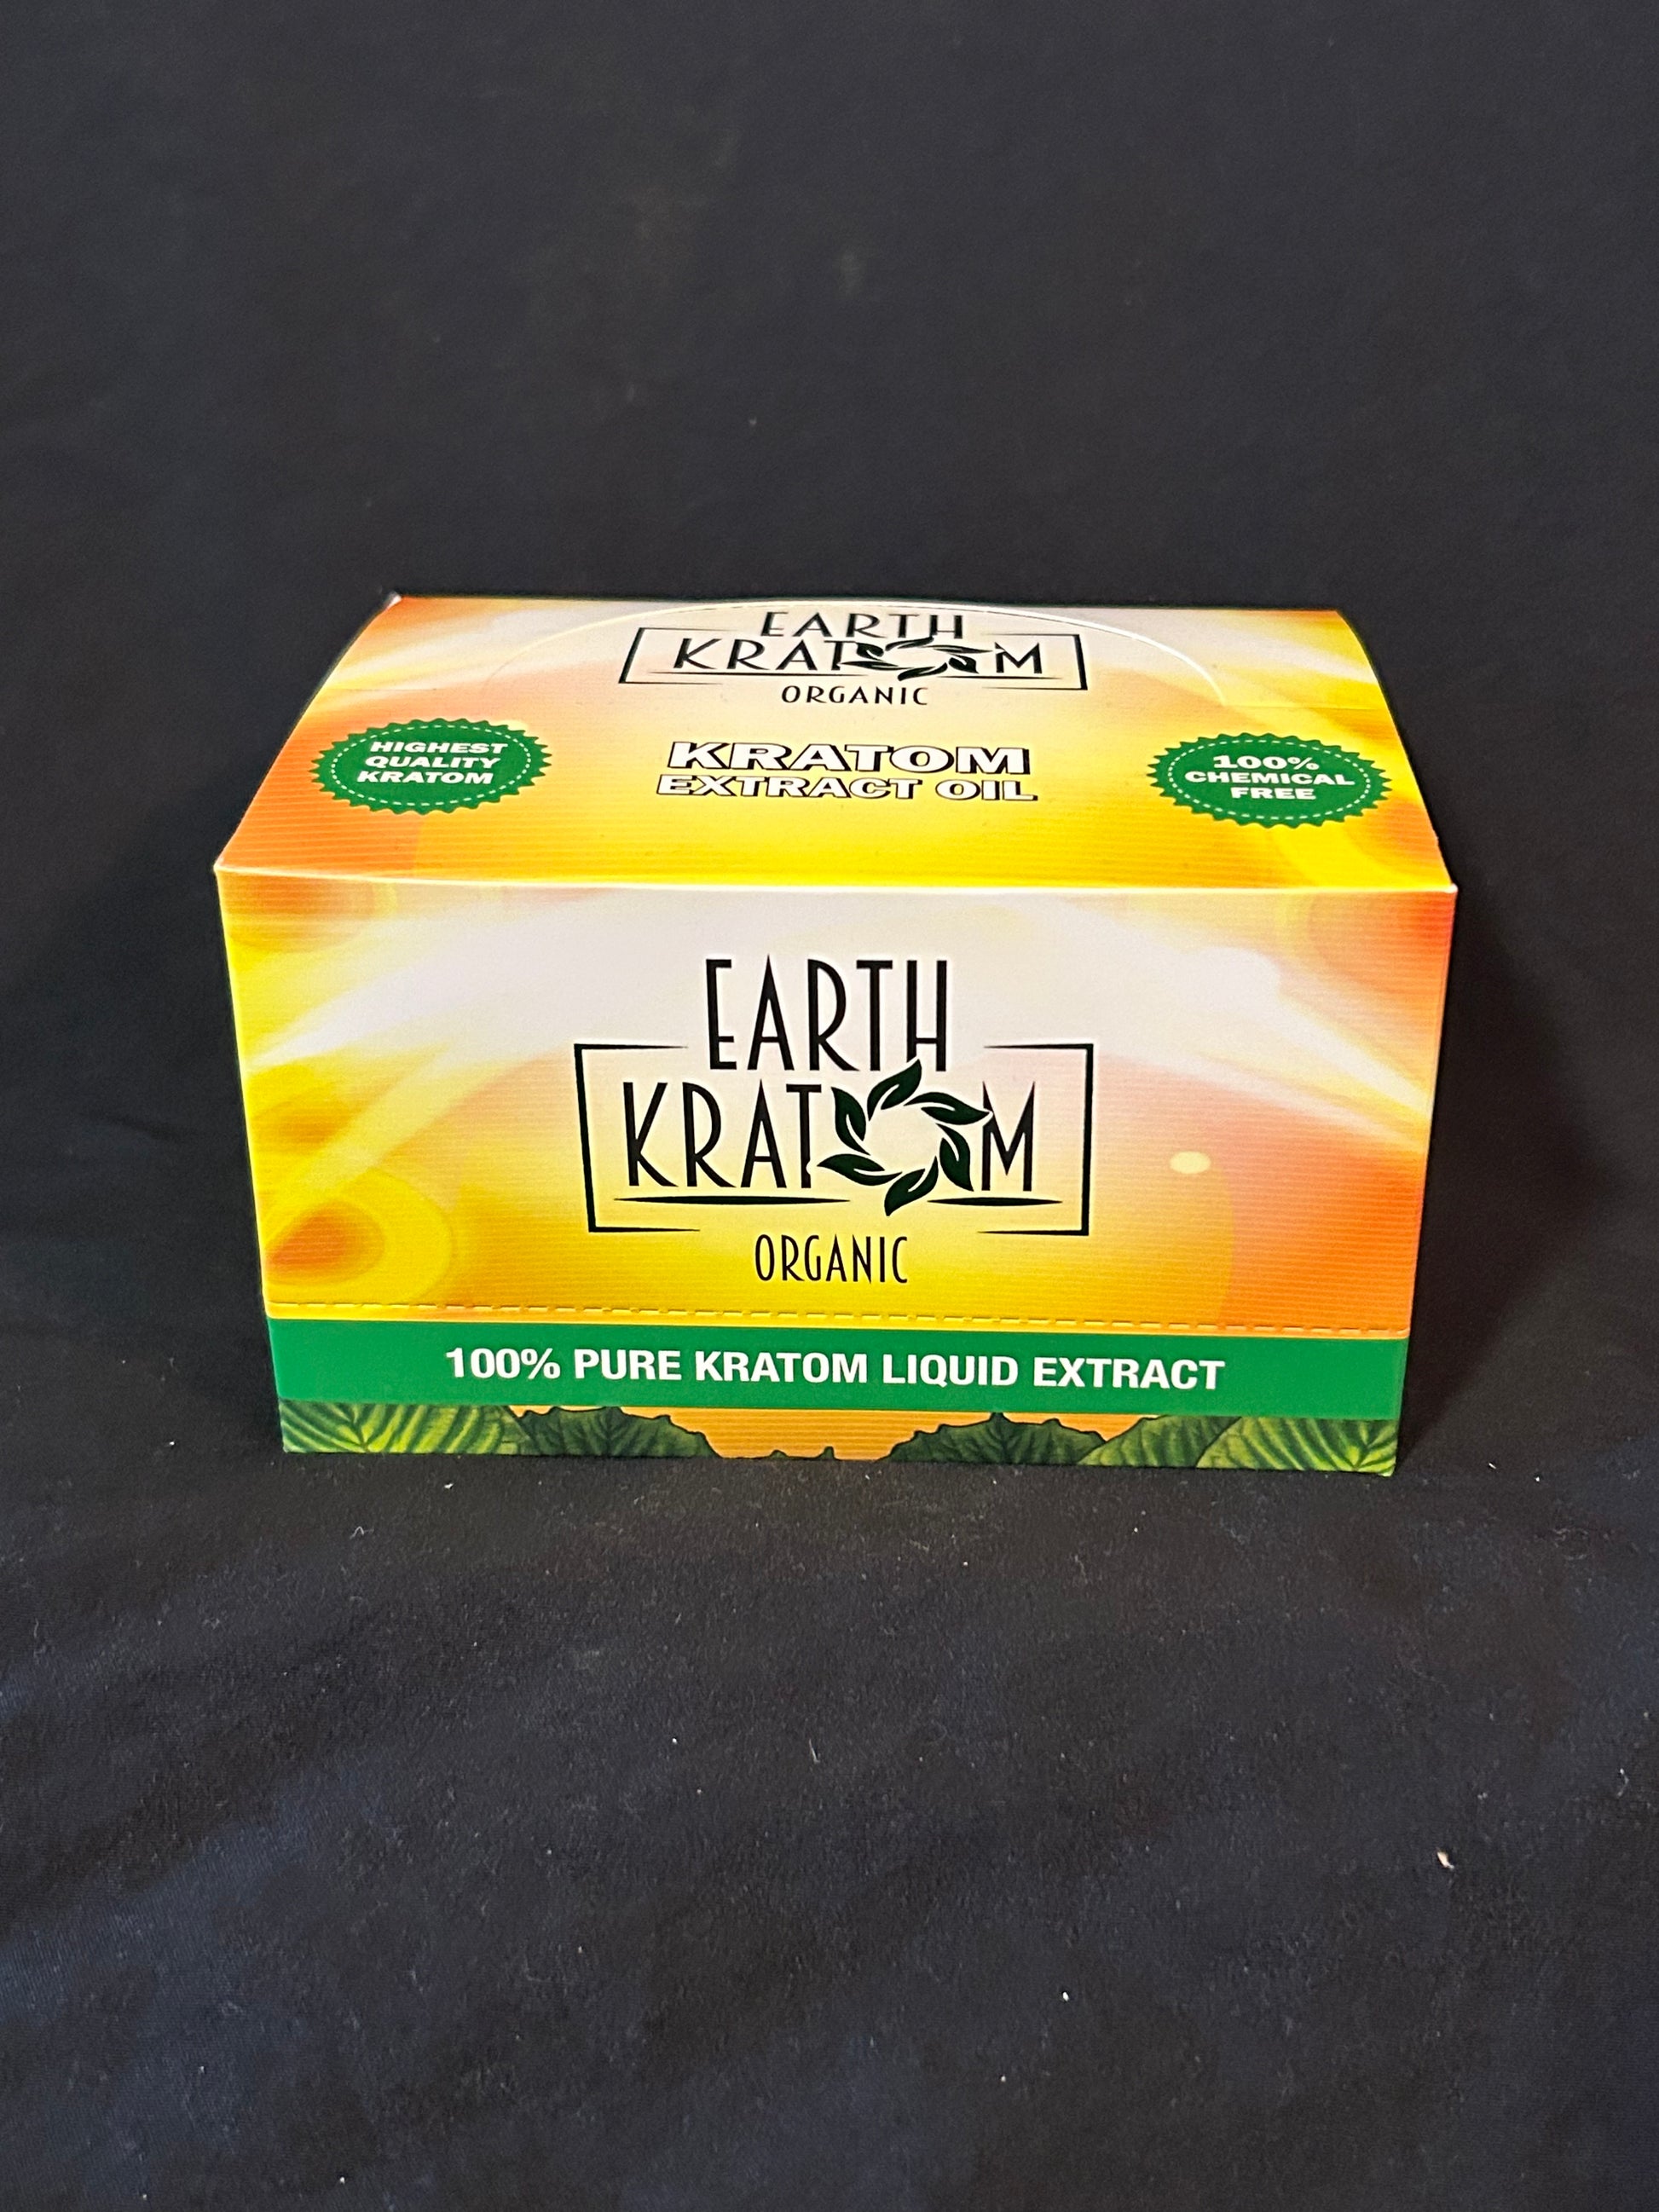 EARTH
KRATOM
ORGANIC
HIGHEST
QUALITY
KRATOM
KRATOM
EXTRACT OIL
100%
CHEMICAL
FREE
EARTH
KRATOM
ORGANIC
100% PURE KRATOM LIQUID EXTRACT